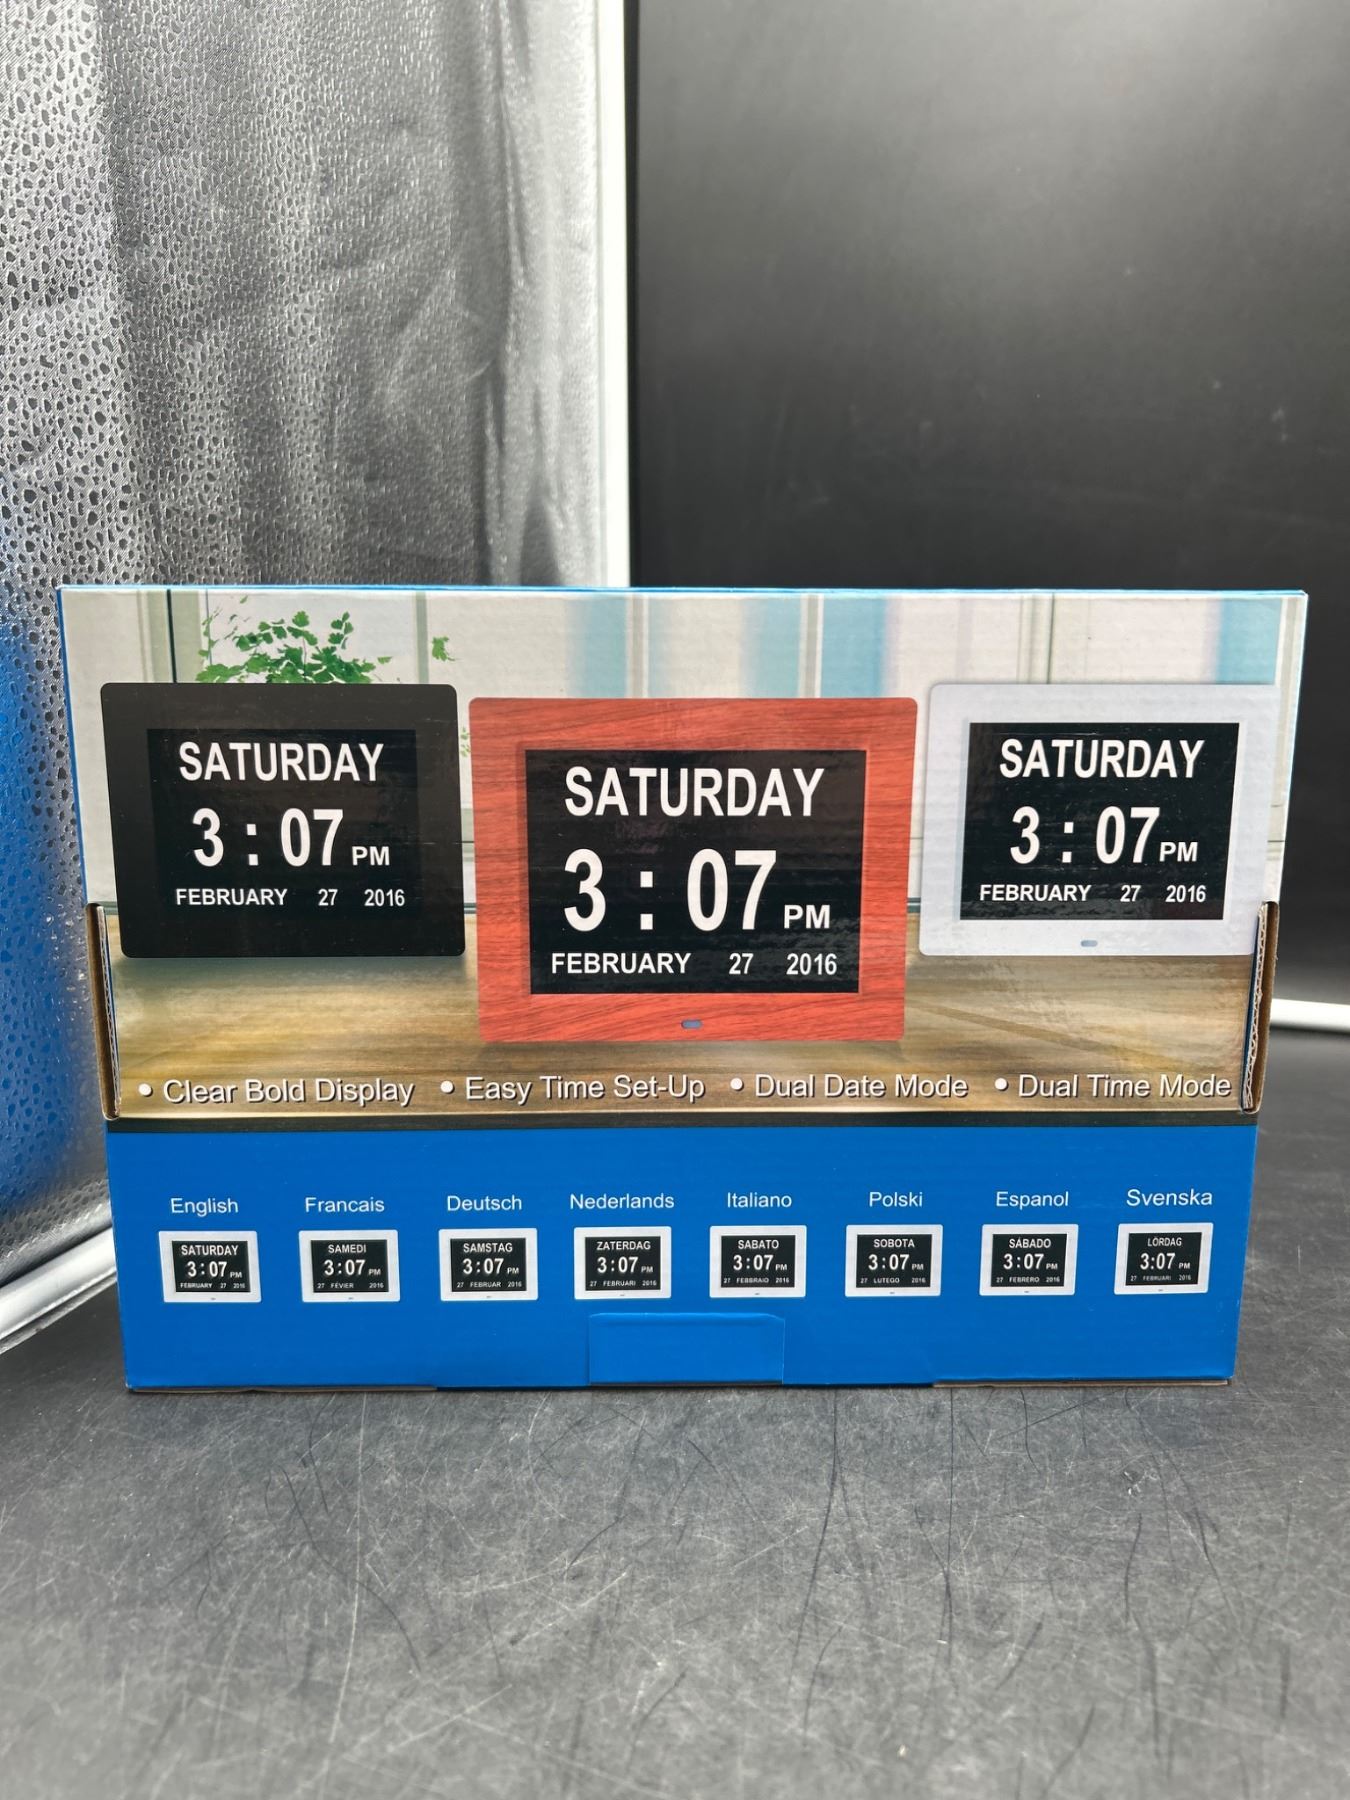 SATURDAY
3:07 PM
FEBRUARY 27 2016
SATURDAY
3:07 PM
FEBRUARY 27 2016
SATURDAY
3:07 PM
FEBRUARY 27 2016
• Clear Bold Display • Easy Time Set-Up • Dual Date Mode • Dual Time Mode
English
SATURDAY
3:07 PM
FEBRUARY 27 2016
Francais
SAMEDI
3:07 PM
27 FÉVIER 2016
Deutsch
SAMSTAG
3:07 PM
27 FEBRUAR 2016
Nederlands
ZATERDAG
3:07 PM
27 FEBRUARI 2016
Italiano
SABATO
3:07 PM
27 FEBBRAIO 2016
Polski
SOBOTA
3:07 PM
27 LUTEGO 2016
Espanol
SÁBADO
3:07 PM
27 FEBRERO 2016
Svenska
LÖRDAG
3:07 PM
27 FEBRUARI 2016